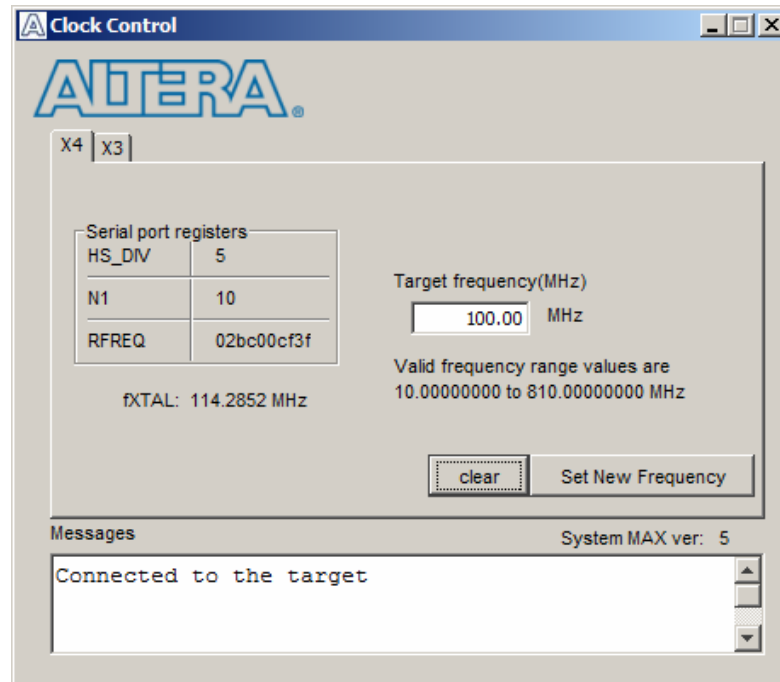 Clock Control
ALTERA®
X4 X3
Serial port registers
HS_DIV 5
N1 10
RFREQ 02bc00cf3f
fXTAL: 114.2852 MHz
Target frequency(MHz)
100.00 MHz
Valid frequency range values are
10.00000000 to 810.00000000 MHz
clear Set New Frequency
Messages System MAX ver: 5
Connected to the target